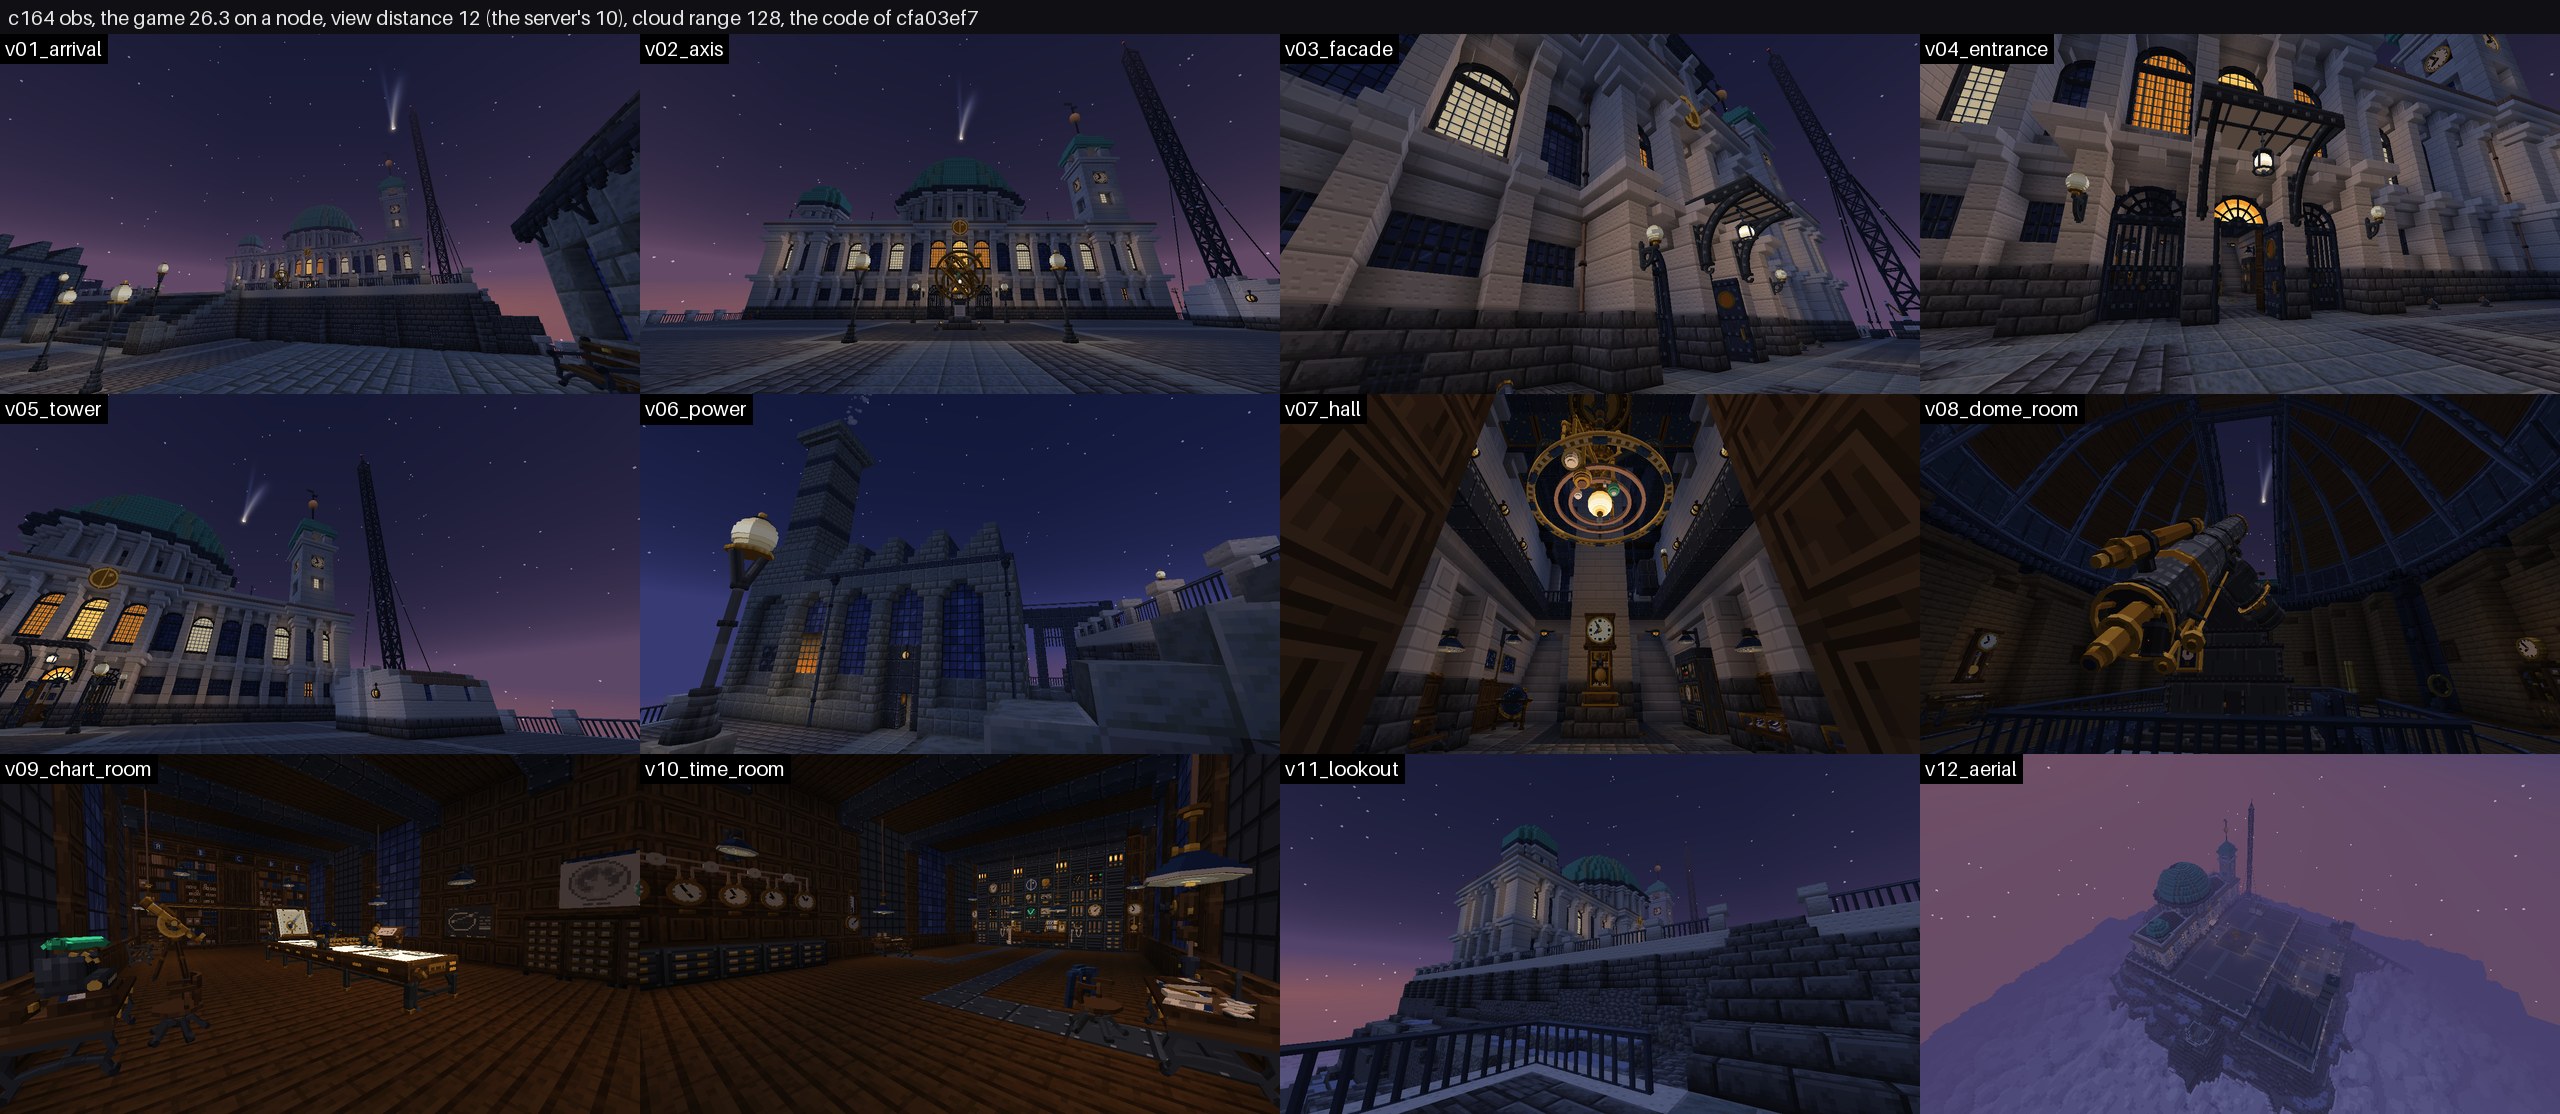 c164 obs, the game 26.3 on a node, view distance 12 (the server's 10), cloud range 128, the code of cfa03ef7
v01_arrival
v02_axis
v03_facade
v04_entrance
v05_tower
v06_power
v07_hall
v08_dome_room
v09_chart_room
v10_time_room
v11_lookout
v12_aerial